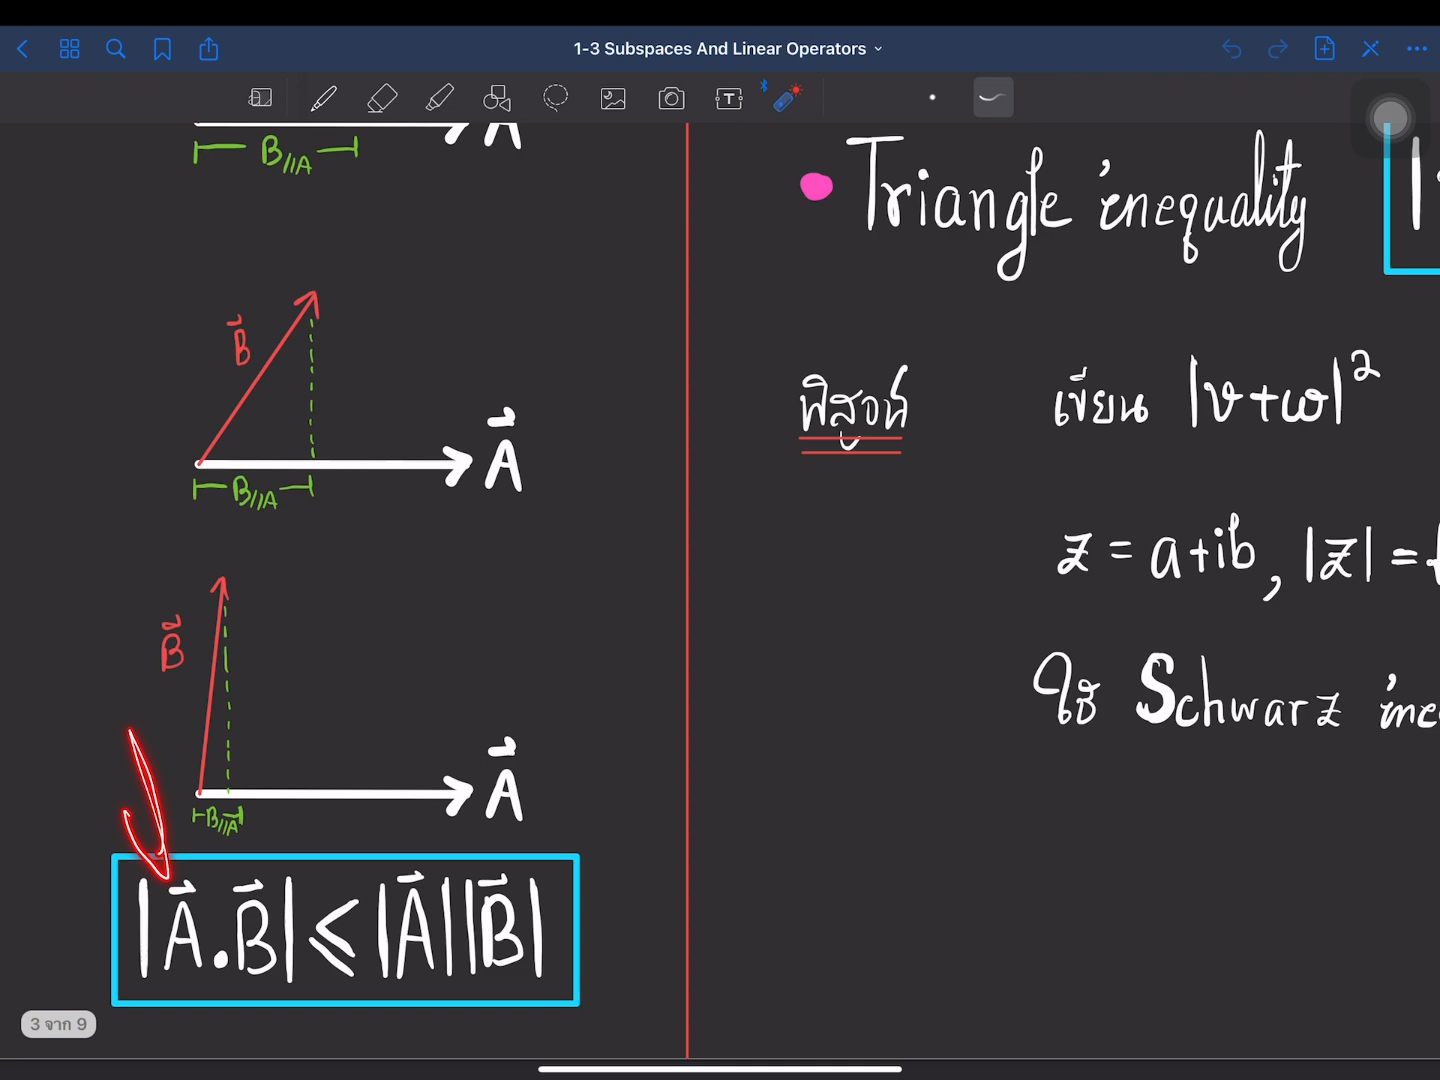 1-3 Subspaces And Linear Operators
T
B//A
A
B⃗
A⃗
B//A
B⃗
A⃗
B//A
|A⃗.B⃗| ≤ |A⃗||B⃗|
3 จาก 9
Triangle inequality
พิสูจน์ เขียน |v+w|²
z = a+ib, |z| =
ใช้ Schwarz ine